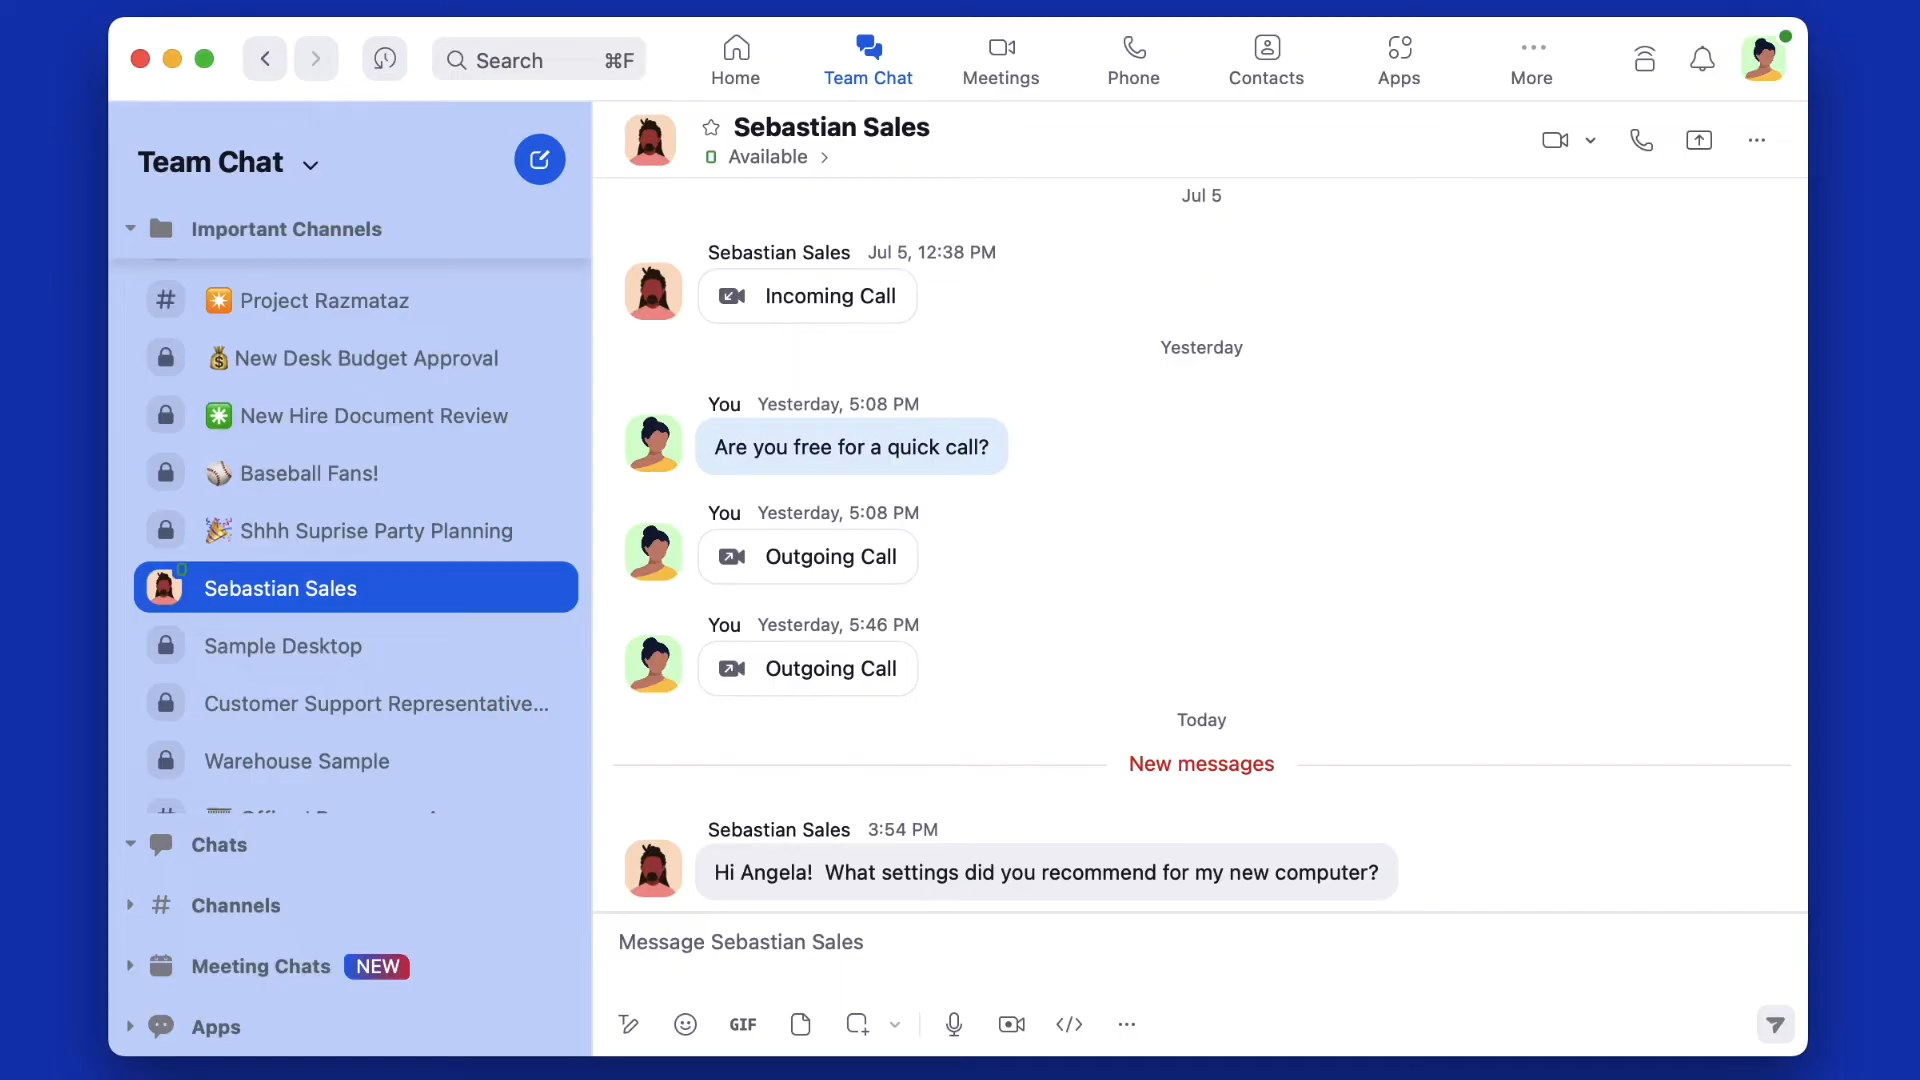 Search ⌘F
Home
Team Chat
Meetings
Phone
Contacts
Apps
More
Team Chat
Important Channels
Project Razmataz
New Desk Budget Approval
New Hire Document Review
Baseball Fans!
Shhh Suprise Party Planning
Sebastian Sales
Sample Desktop
Customer Support Representative...
Warehouse Sample
Chats
Channels
Meeting Chats NEW
Apps
Sebastian Sales
Available
Jul 5
Sebastian Sales Jul 5, 12:38 PM
Incoming Call
Yesterday
You Yesterday, 5:08 PM
Are you free for a quick call?
You Yesterday, 5:08 PM
Outgoing Call
You Yesterday, 5:46 PM
Outgoing Call
Today
New messages
Sebastian Sales 3:54 PM
Hi Angela! What settings did you recommend for my new computer?
Message Sebastian Sales
GIF